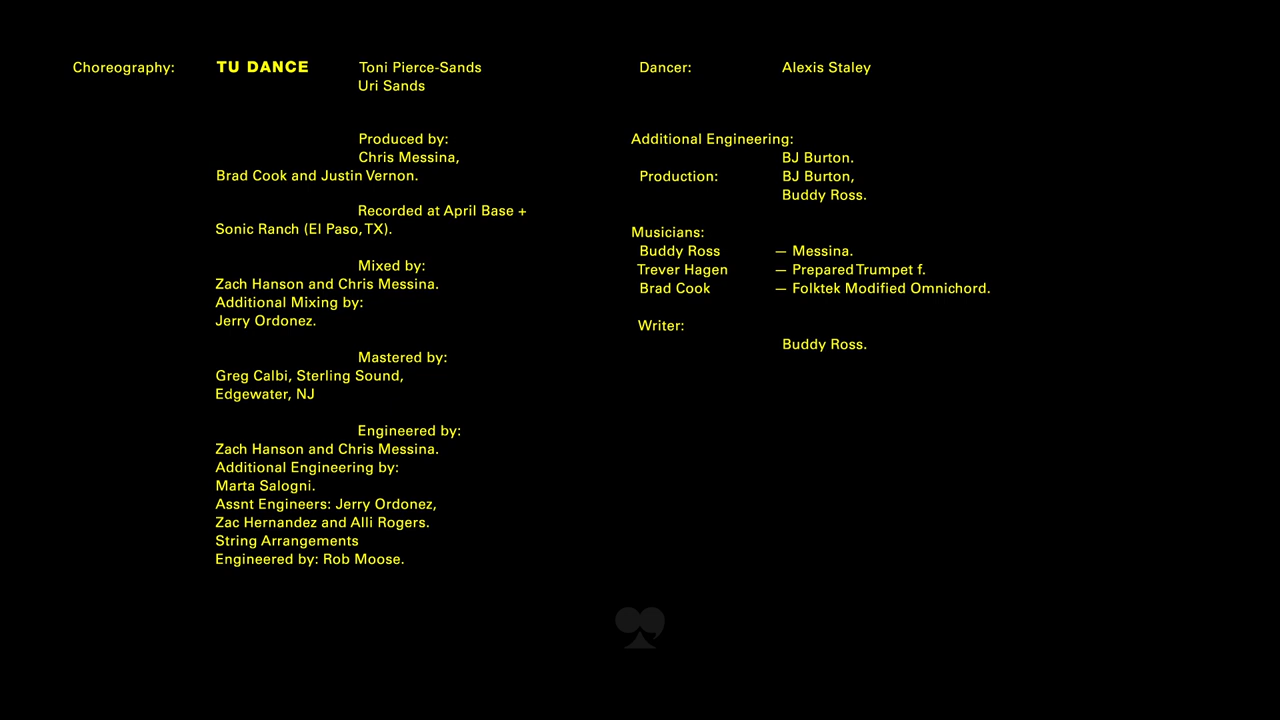 Choreography: TU DANCE Toni Pierce-Sands
Uri Sands
Produced by:
Chris Messina,
Brad Cook and Justin Vernon.
Recorded at April Base +
Sonic Ranch (El Paso, TX).
Mixed by:
Zach Hanson and Chris Messina.
Additional Mixing by:
Jerry Ordonez.
Mastered by:
Greg Calbi, Sterling Sound,
Edgewater, NJ
Engineered by:
Zach Hanson and Chris Messina.
Additional Engineering by:
Marta Salogni.
Assnt Engineers: Jerry Ordonez,
Zac Hernandez and Alli Rogers.
String Arrangements
Engineered by: Rob Moose.
Dancer: Alexis Staley
Additional Engineering:
BJ Burton.
Production: BJ Burton,
Buddy Ross.
Musicians:
Buddy Ross — Messina.
Trever Hagen — Prepared Trumpet f.
Brad Cook — Folktek Modified Omnichord.
Writer:
Buddy Ross.